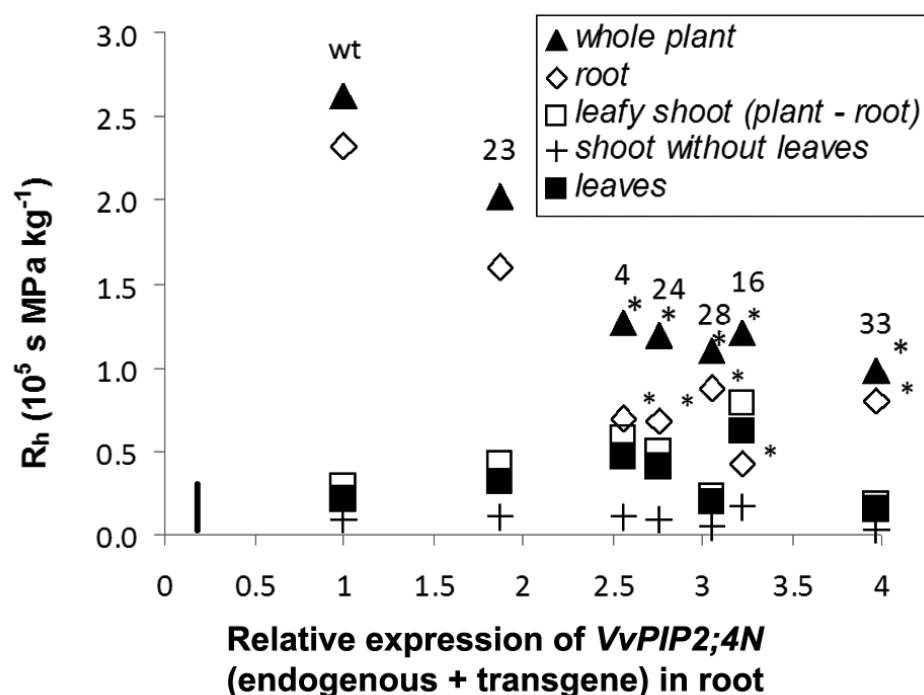 3.0
2.5
2.0
1.5
1.0
0.5
0.0
R_h (10^5 s MPa kg^-1)
wt
23
4
24
28
16
33
*
*
*
*
*
*
*
*
*
*
whole plant
root
leafy shoot (plant - root)
shoot without leaves
leaves
0 0.5 1 1.5 2 2.5 3 3.5 4
Relative expression of VvPIP2;4N
(endogenous + transgene) in root